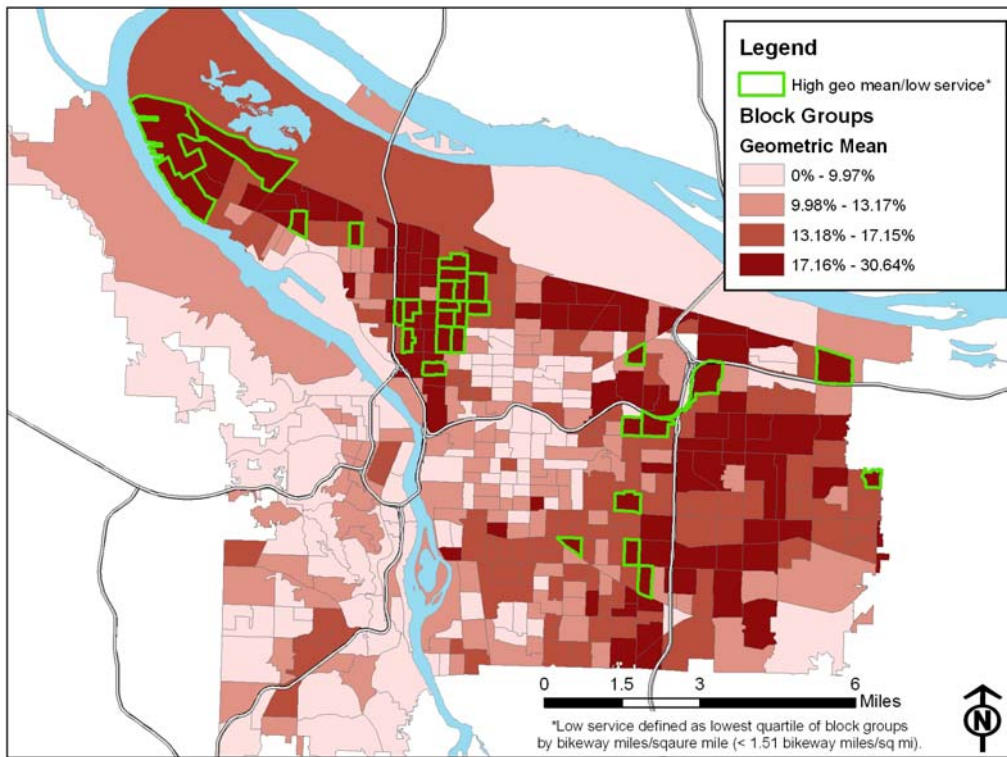 Legend
High geo mean/low service*
Block Groups
Geometric Mean
0% - 9.97%
9.98% - 13.17%
13.18% - 17.15%
17.16% - 30.64%
0 1.5 3 6
Miles
*Low service defined as lowest quartile of block groups
by bikeway miles/sqaure mile (< 1.51 bikeway miles/sq mi).
N